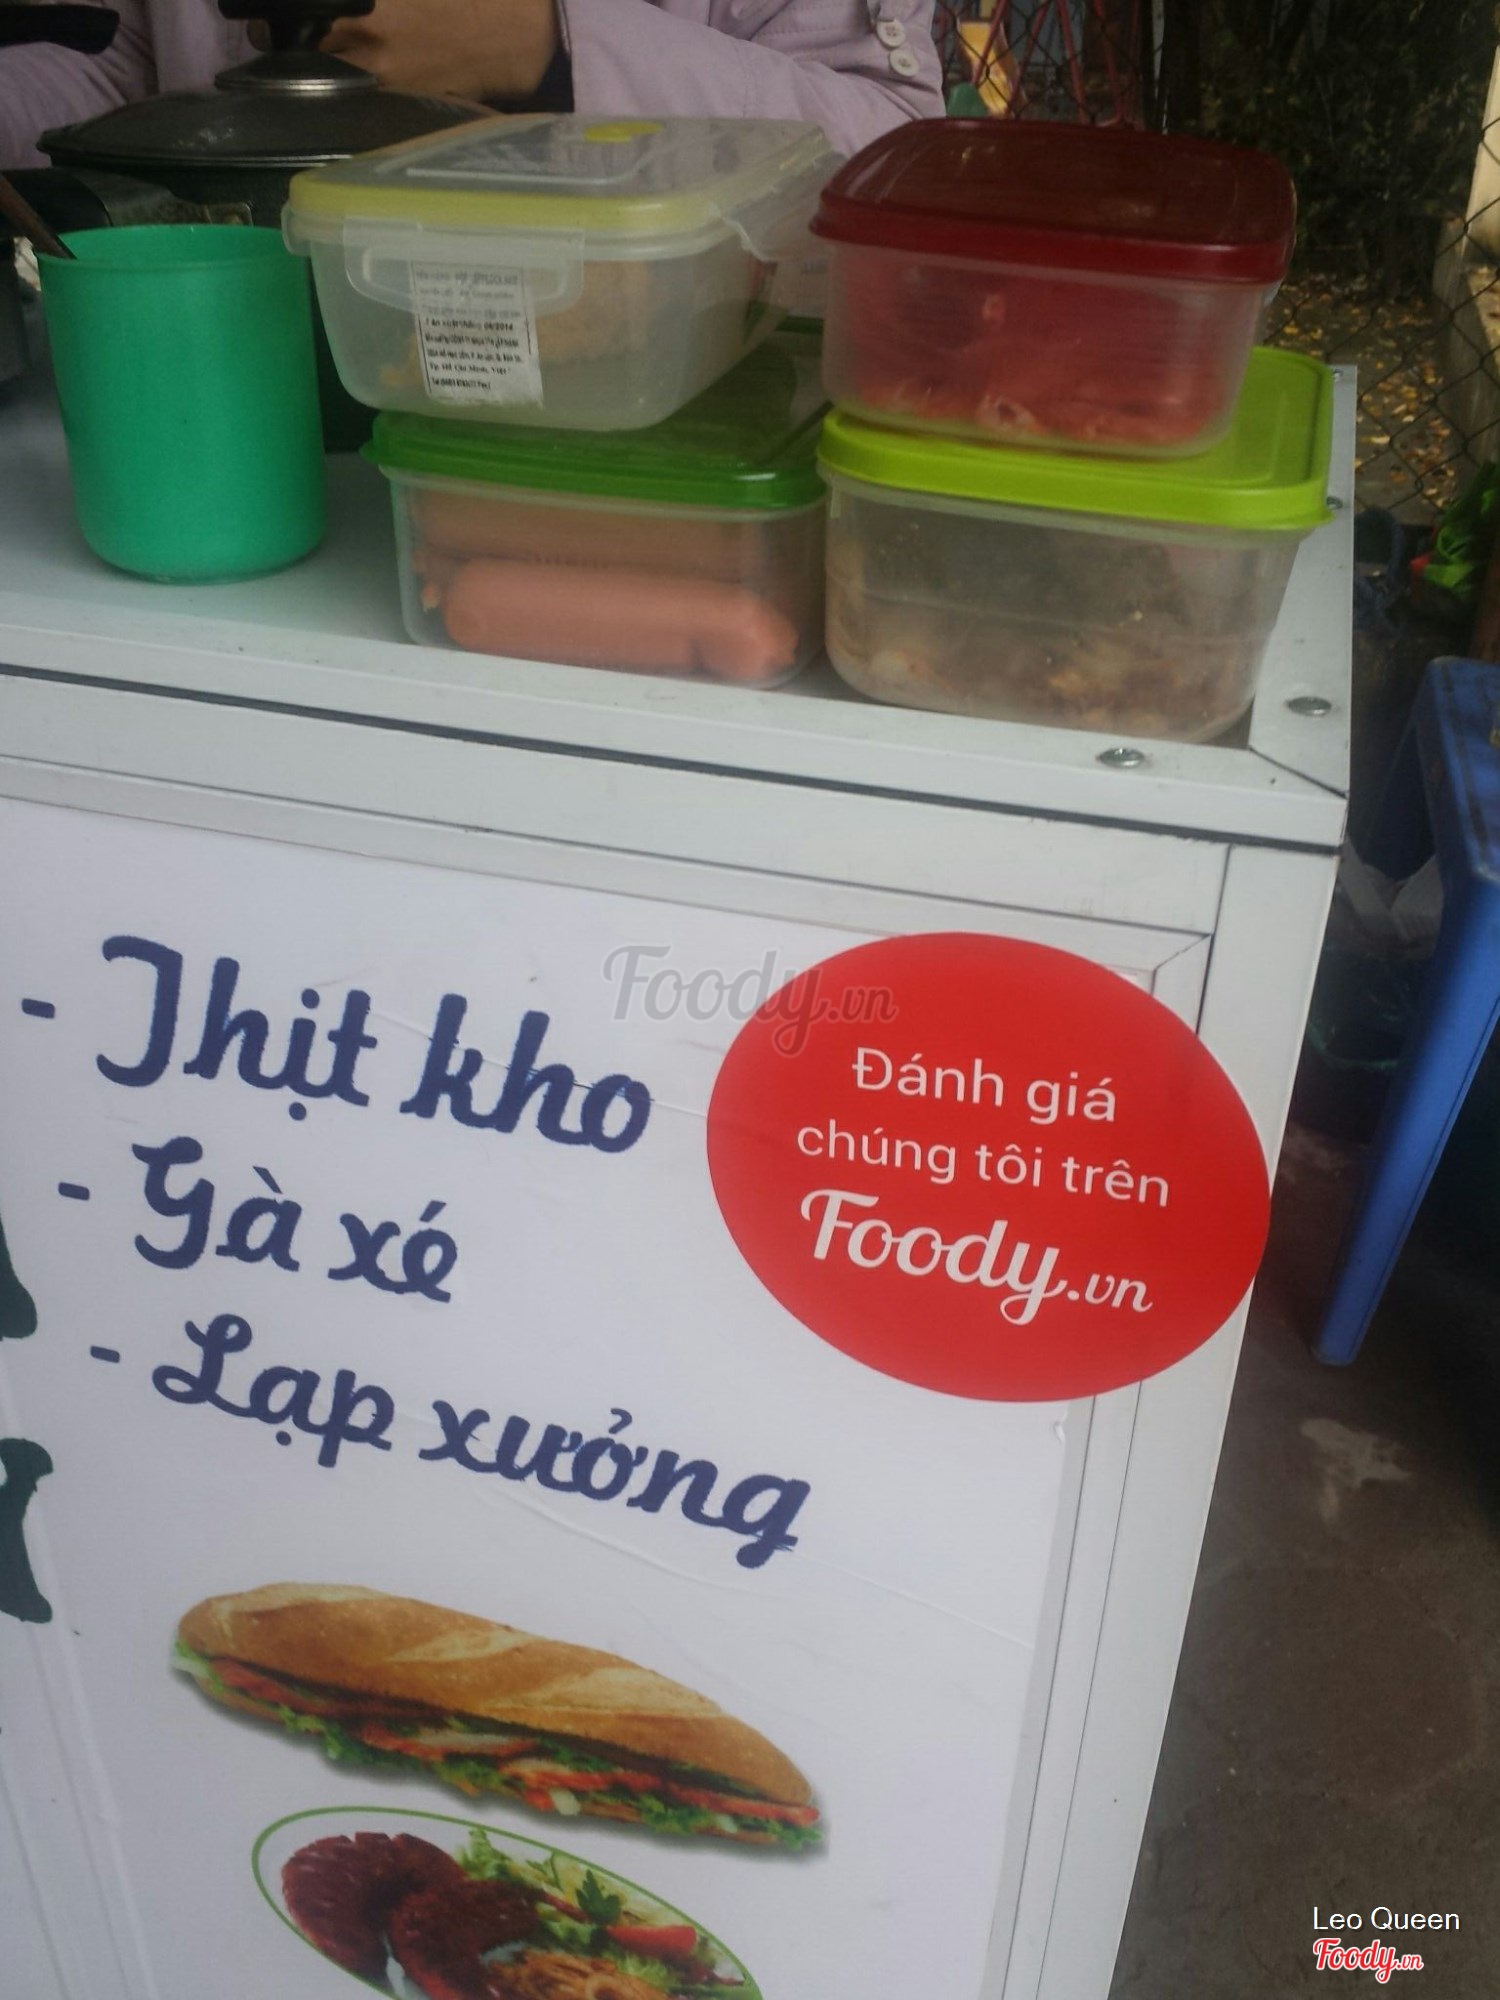 - Thịt kho
- Gà xé
- Lạp xưởng
Đánh giá
chúng tôi trên
Foody.vn
Foody.vn
Leo Queen
Foody.vn